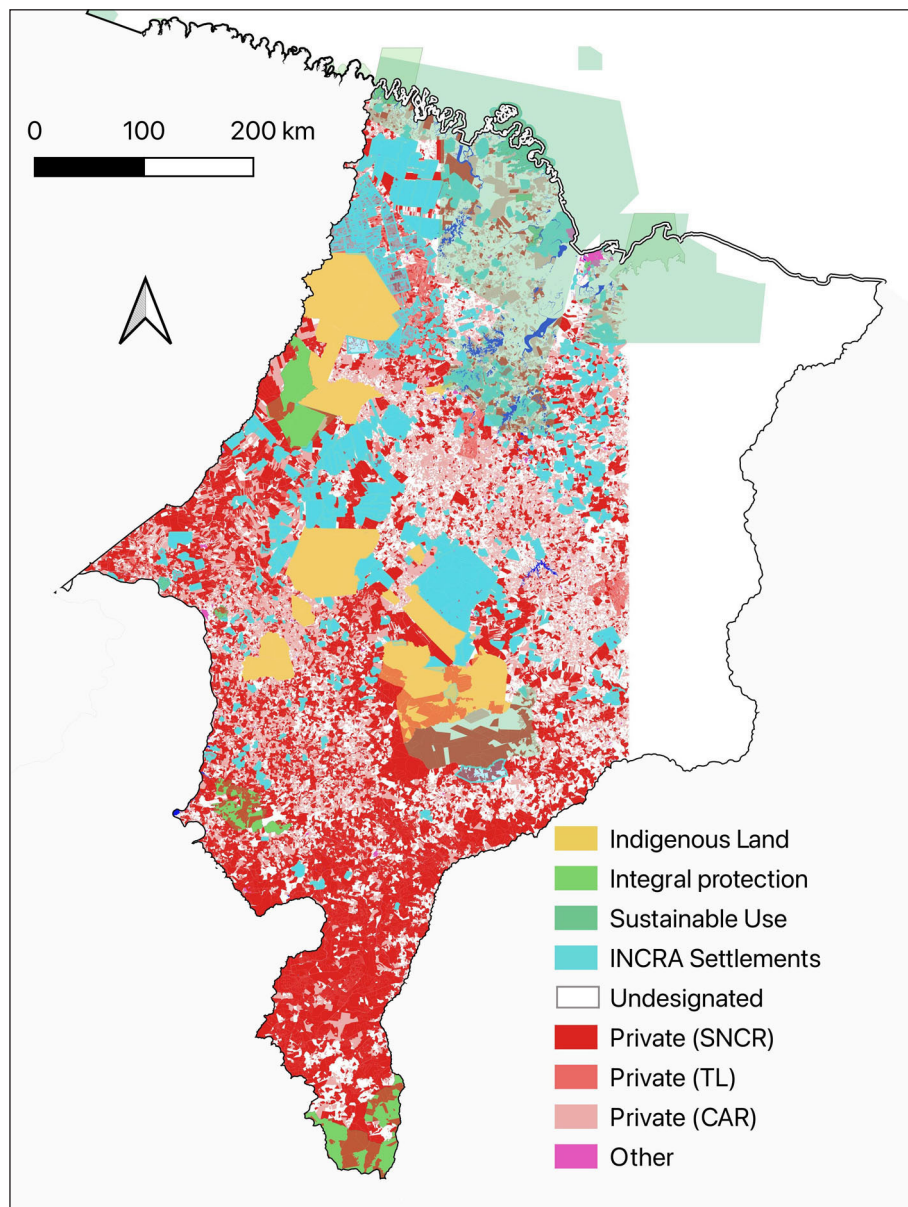 0 100 200 km
Indigenous Land
Integral protection
Sustainable Use
INCRA Settlements
Undesignated
Private (SNCR)
Private (TL)
Private (CAR)
Other